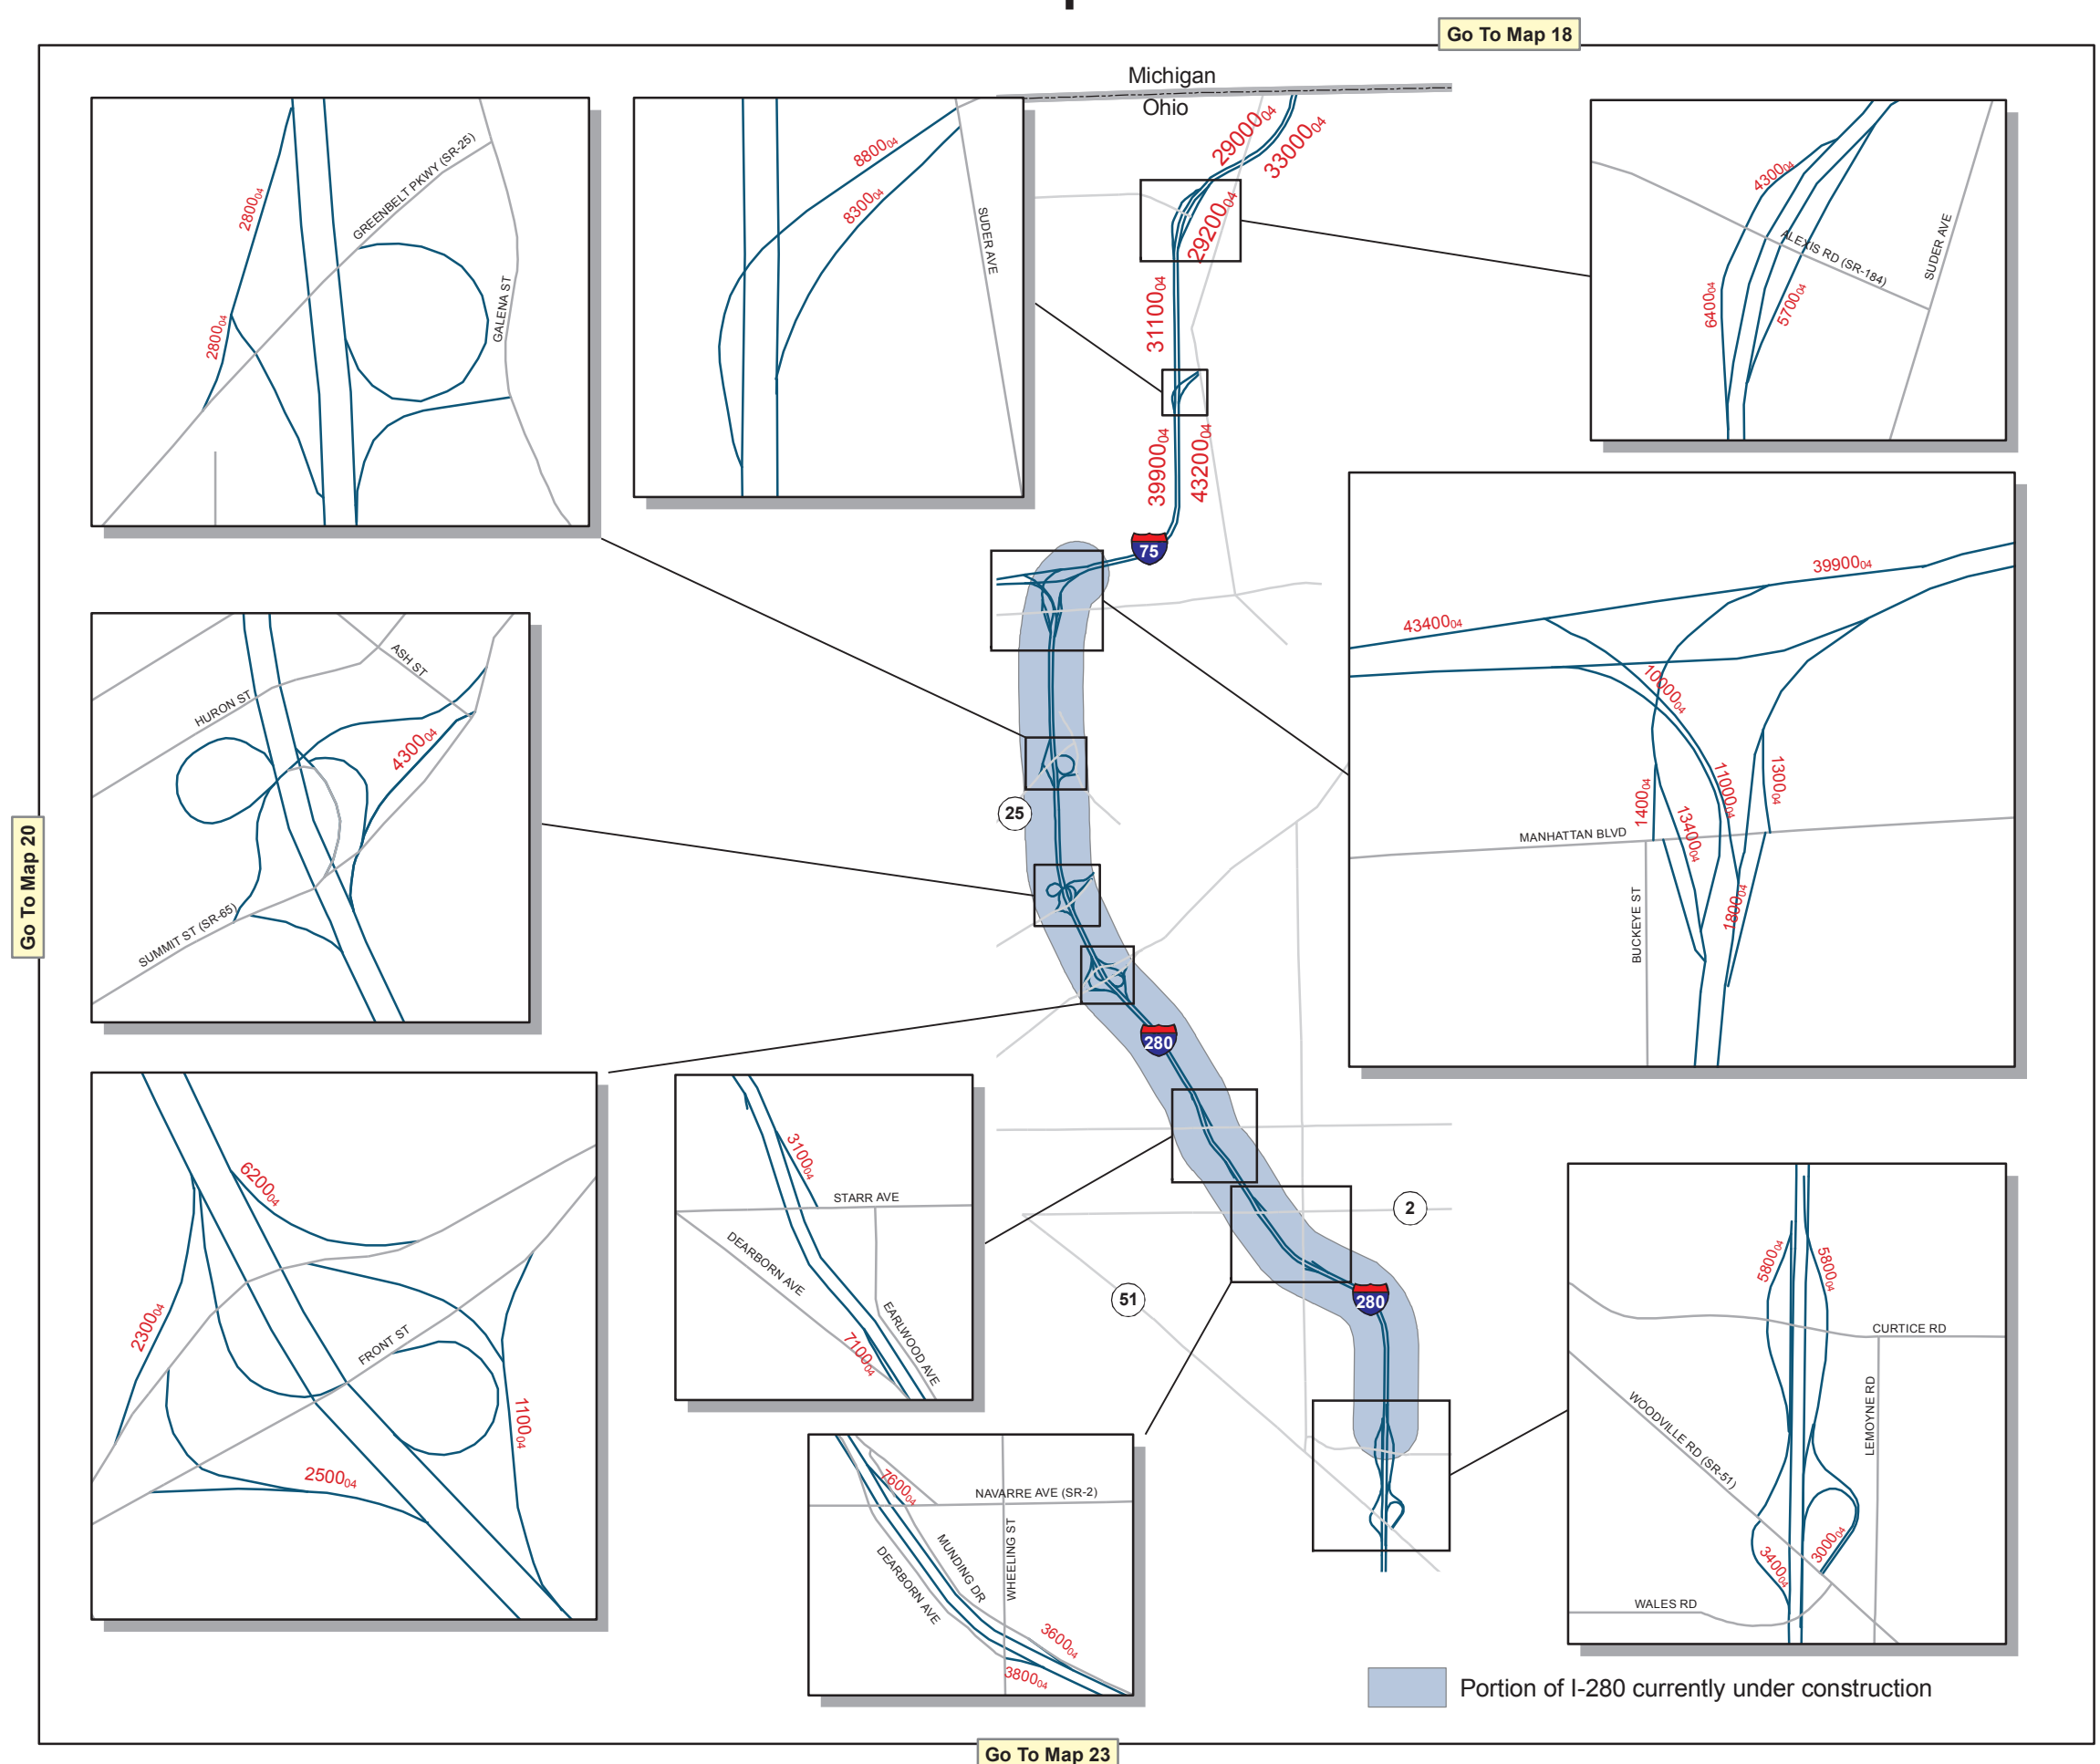 Go To Map 18
Michigan
Ohio
2900004
3300004
2920004
3110004
3990004
4320004
75
25
280
2
51
280
Go To Map 20
280004
280004
GREENBELT PKWY (SR-25)
GALENA ST
880004
830004
SUDER AVE
430004
640004
570004
ALEXIS RD (SR-184)
SUDER AVE
HURON ST
ASH ST
430004
SUMMIT ST (SR-65)
3990004
4340004
1000004
1100004
130004
140004
1340004
180004
MANHATTAN BLVD
BUCKEYE ST
620004
230004
FRONT ST
110004
250004
310004
STARR AVE
DEARBORN AVE
EARLWOOD AVE
710004
760004
NAVARRE AVE (SR-2)
MUNDING DR
WHEELING ST
DEARBORN AVE
360004
380004
580004
580004
CURTICE RD
WOODVILLE RD (SR-51)
LEMOYNE RD
340004
300004
WALES RD
Portion of I-280 currently under construction
Go To Map 23